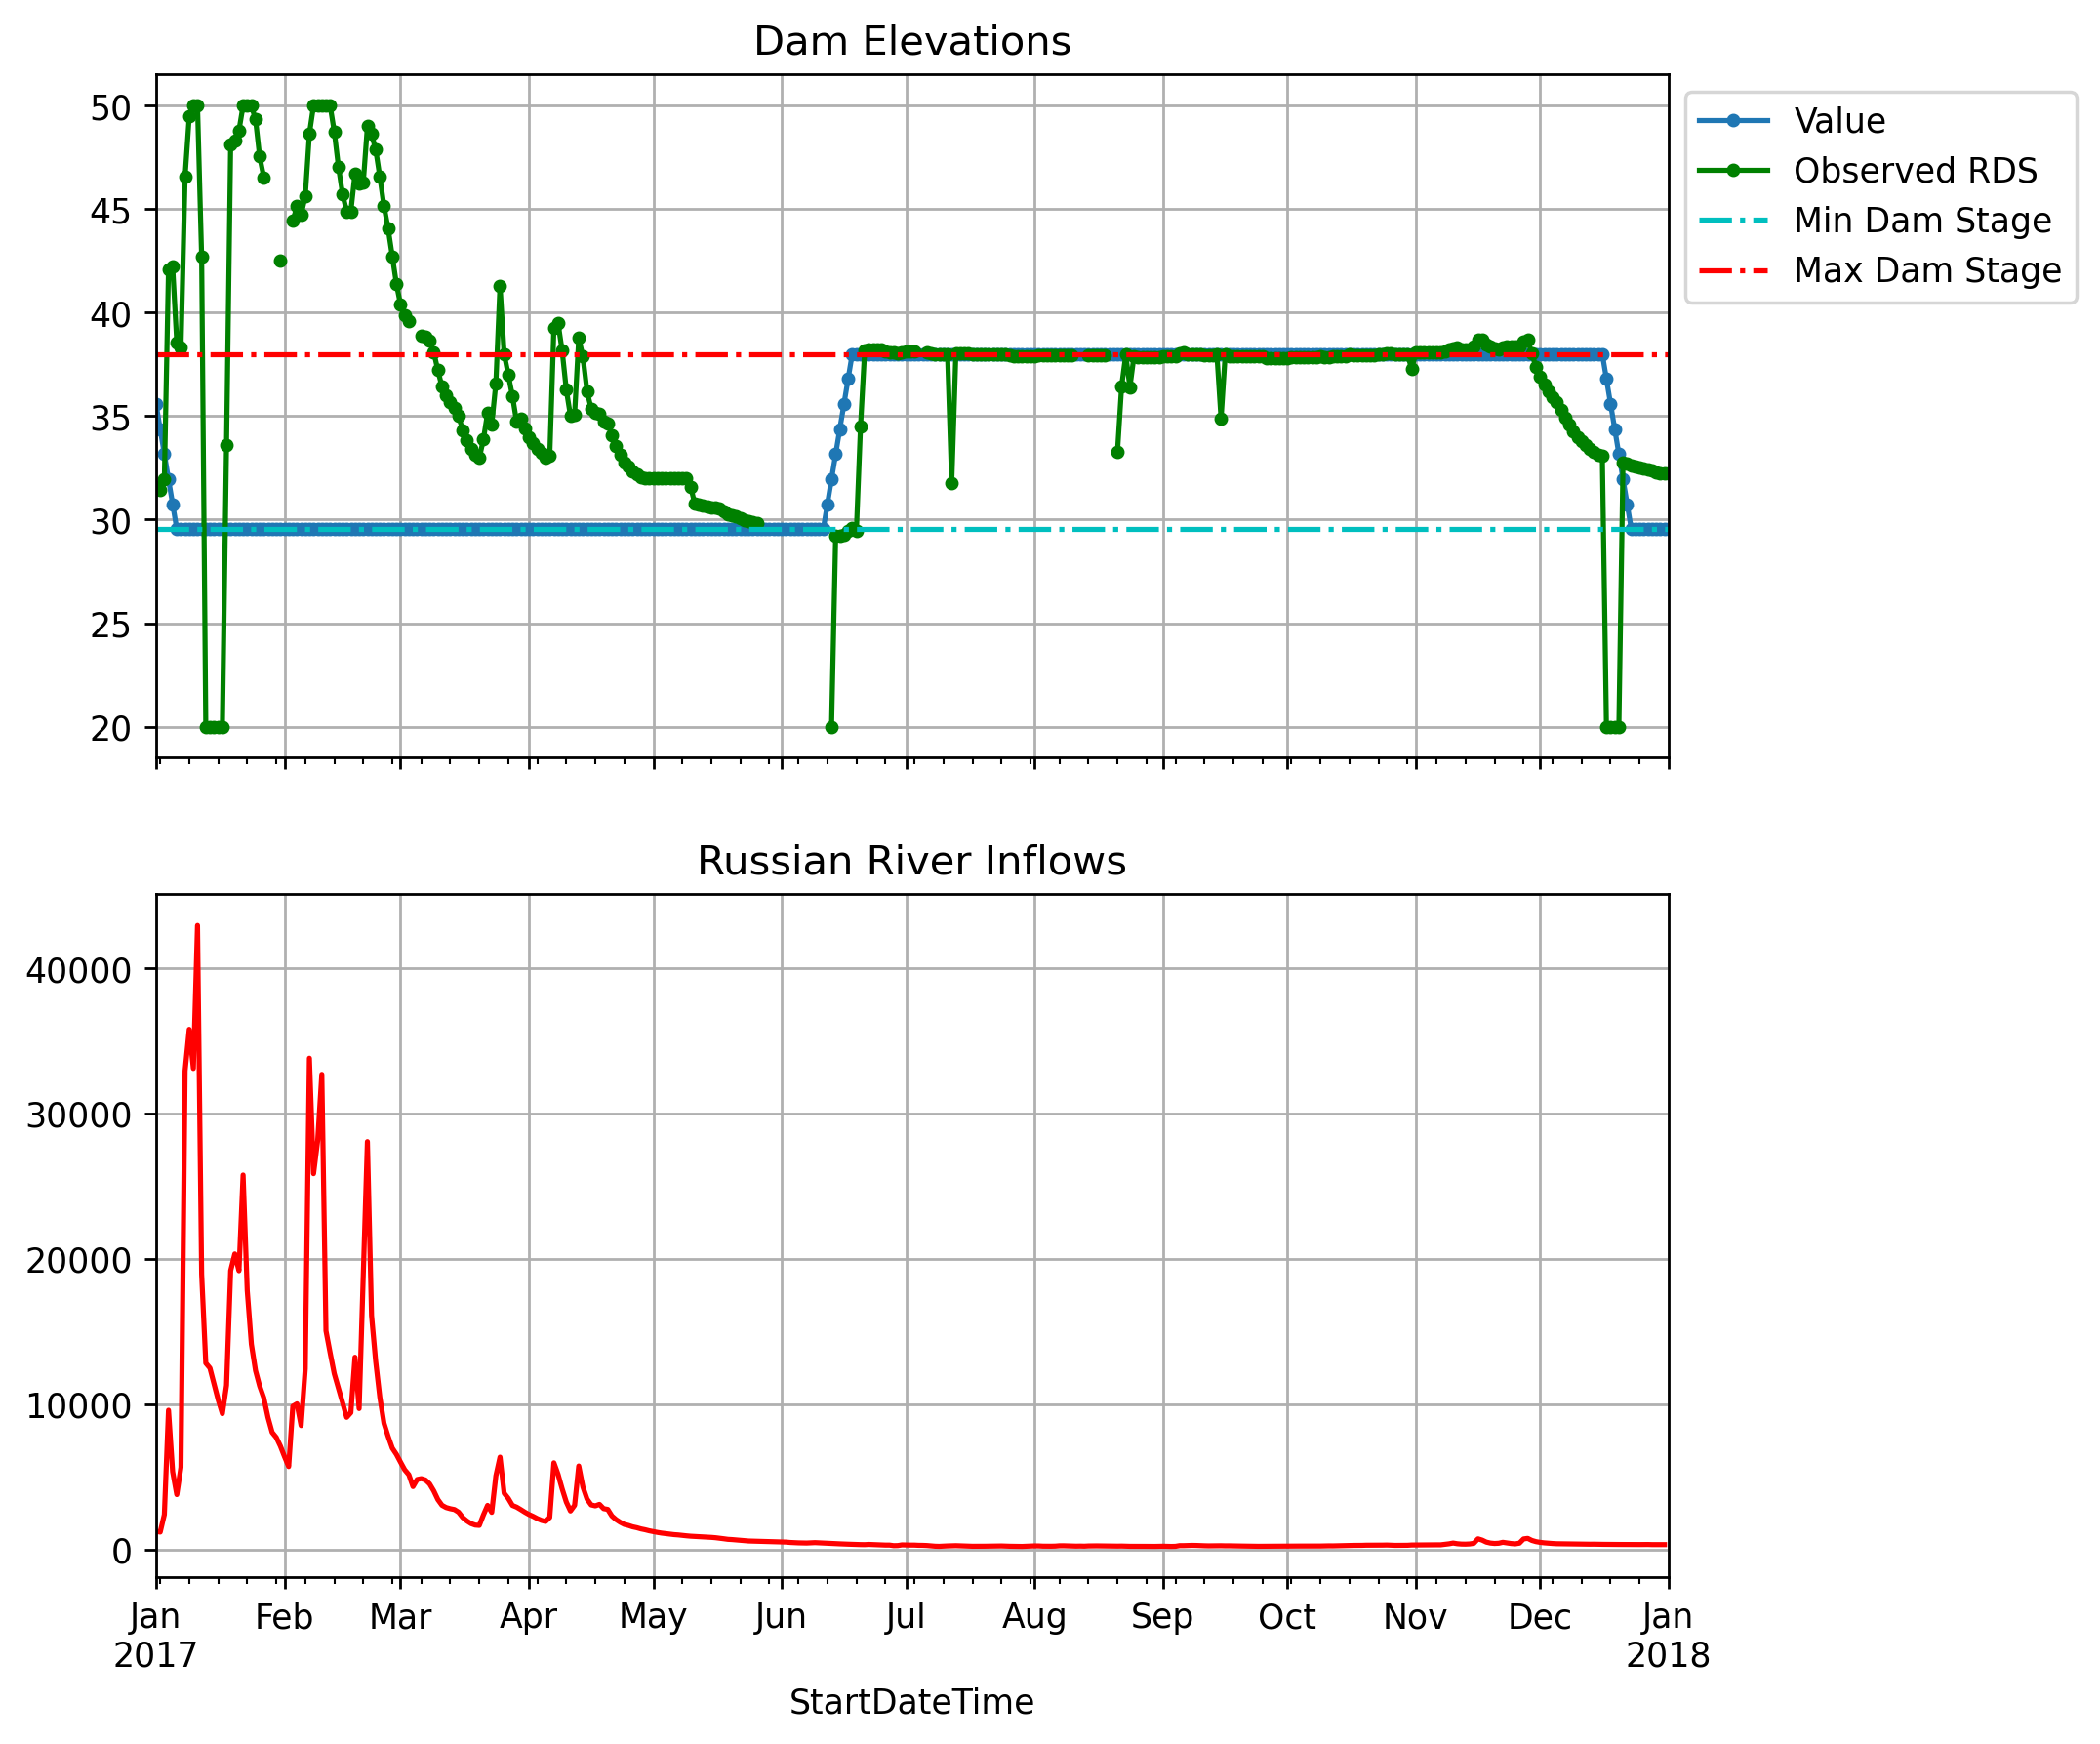 Dam Elevations
50
45
40
35
30
25
20
Value
Observed RDS
Min Dam Stage
Max Dam Stage
Russian River Inflows
40000
30000
20000
10000
0
Jan Feb Mar Apr May Jun Jul Aug Sep Oct Nov Dec Jan
2017 2018
StartDateTime